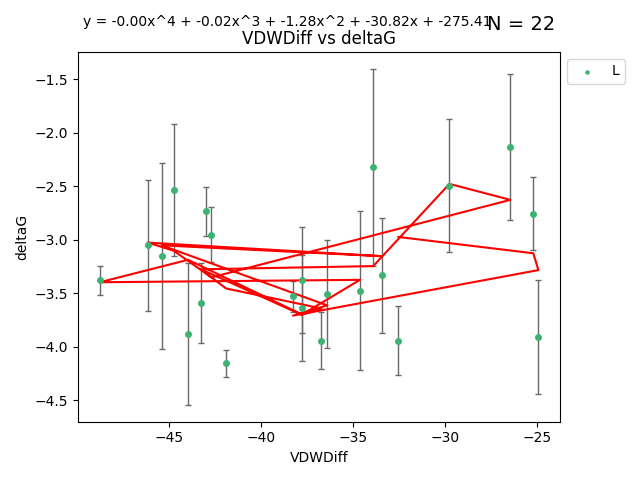 y = -0.00x^4 + -0.02x^3 + -1.28x^2 + -30.82x + -275.41
N = 22
VDWDiff vs deltaG
L
−1.5
−2.0
−2.5
−3.0
−3.5
−4.0
−4.5
deltaG
−45
−40
−35
−30
−25
VDWDiff